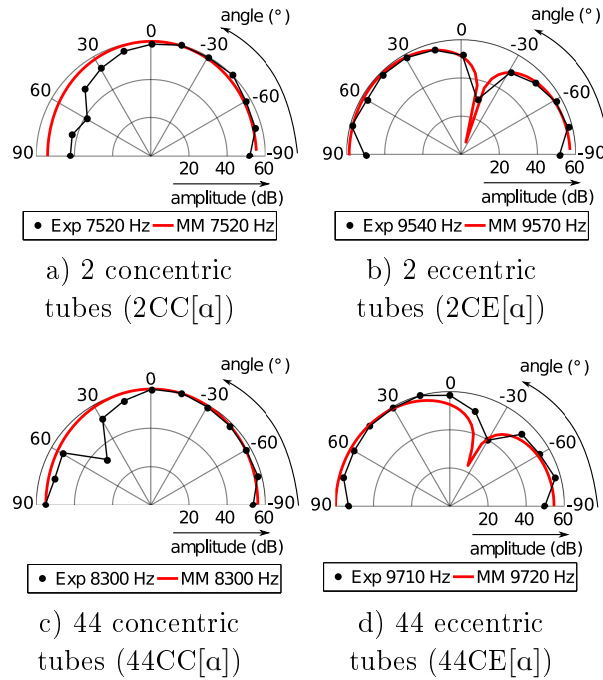 angle (°)
0
30
-30
60
-60
90
-90
20 40 60
amplitude (dB)
Exp 7520 Hz MM 7520 Hz
a) 2 concentric
tubes (2CC[ɑ])
angle (°)
0
30
-30
60
-60
90
-90
20 40 60
amplitude (dB)
Exp 9540 Hz MM 9570 Hz
b) 2 eccentric
tubes (2CE[ɑ])
angle (°)
0
30
-30
60
-60
90
-90
20 40 60
amplitude (dB)
Exp 8300 Hz MM 8300 Hz
c) 44 concentric
tubes (44CC[ɑ])
angle (°)
0
30
-30
60
-60
90
-90
20 40 60
amplitude (dB)
Exp 9710 Hz MM 9720 Hz
d) 44 eccentric
tubes (44CE[ɑ])